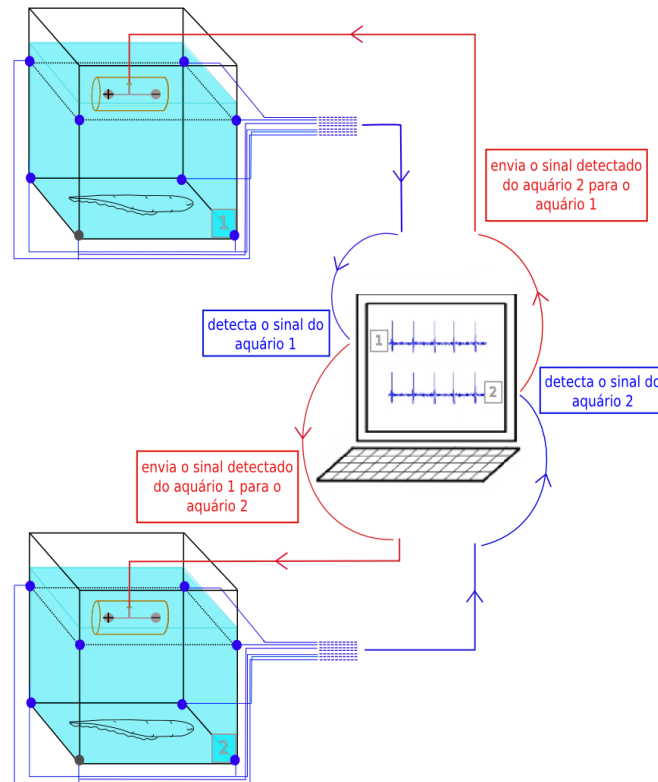 1
envia o sinal detectado
do aquário 2 para o
aquário 1
detecta o sinal do
aquário 1
1
2
detecta o sinal do
aquário 2
envia o sinal detectado
do aquário 1 para o
aquário 2
2